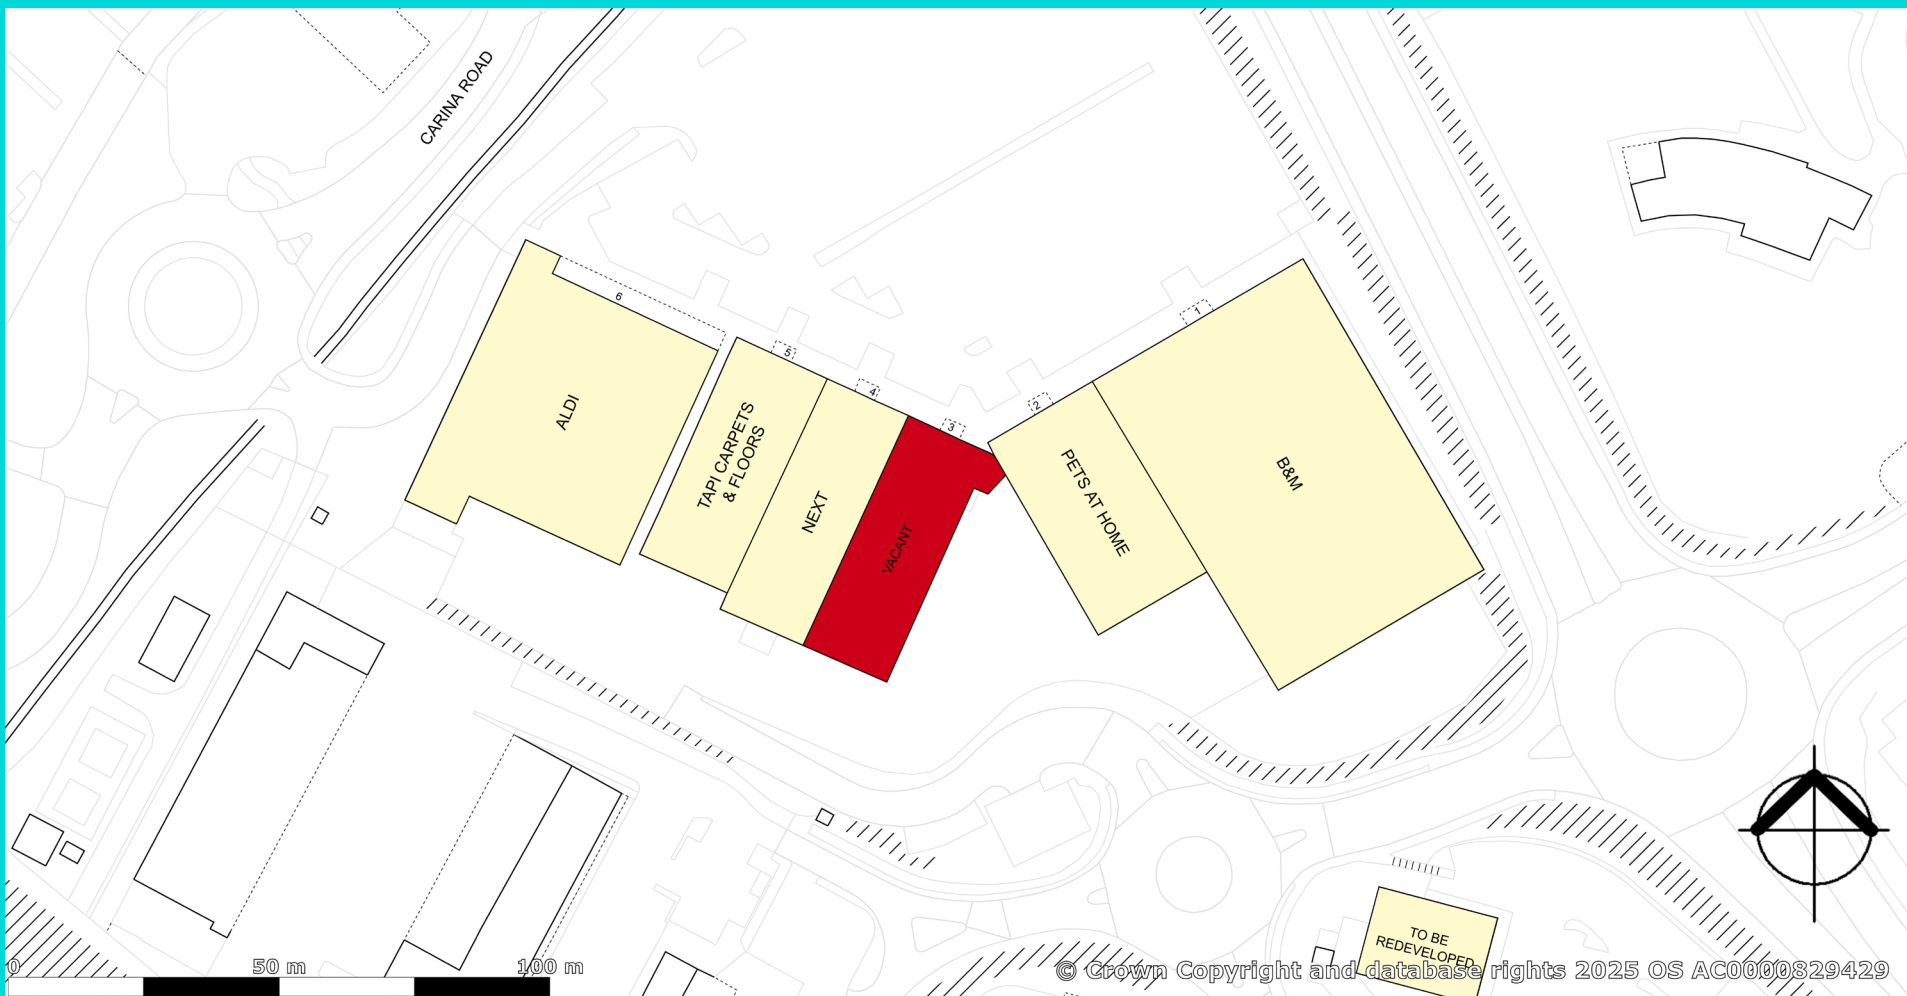 CARINA ROAD
6
5
4
3
2
1
ALDI
TAPI CARPETS
& FLOORS
NEXT
VACANT
PETS AT HOME
B&M
TO BE
REDEVELOPED
0
50 m
100 m
© Crown Copyright and database rights 2025 OS AC0000829429